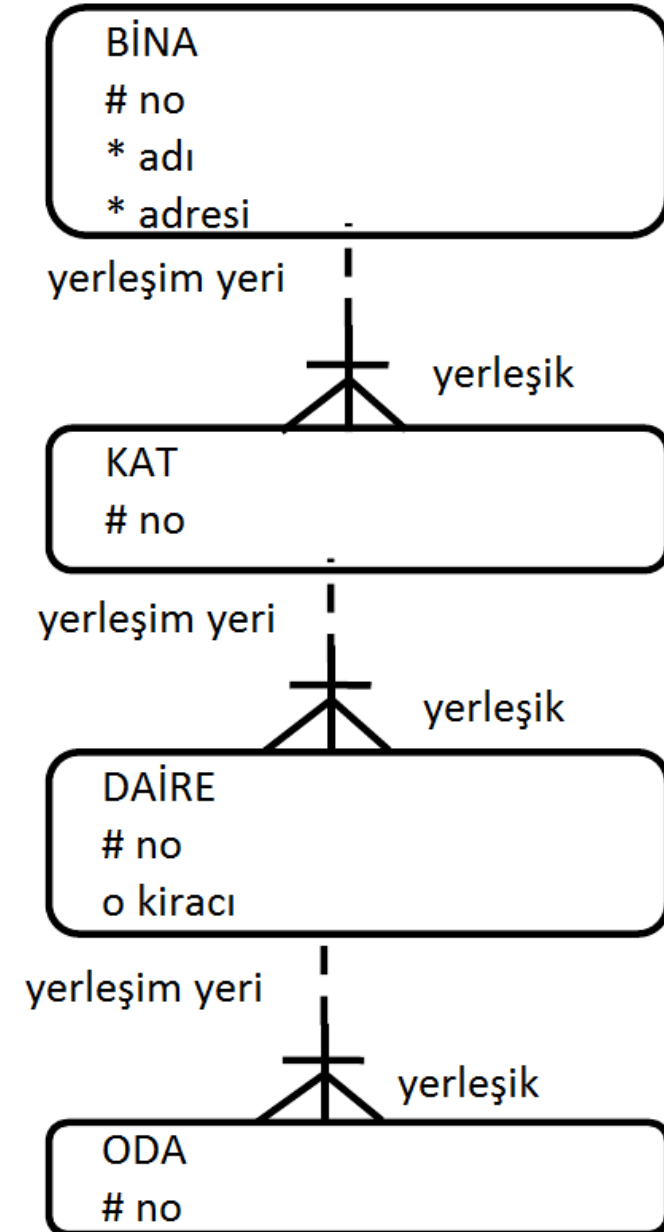 BİNA
# no
* adı
* adresi
yerleşim yeri
yerleşik
KAT
# no
yerleşim yeri
yerleşik
DAİRE
# no
o kiracı
yerleşim yeri
yerleşik
ODA
# no